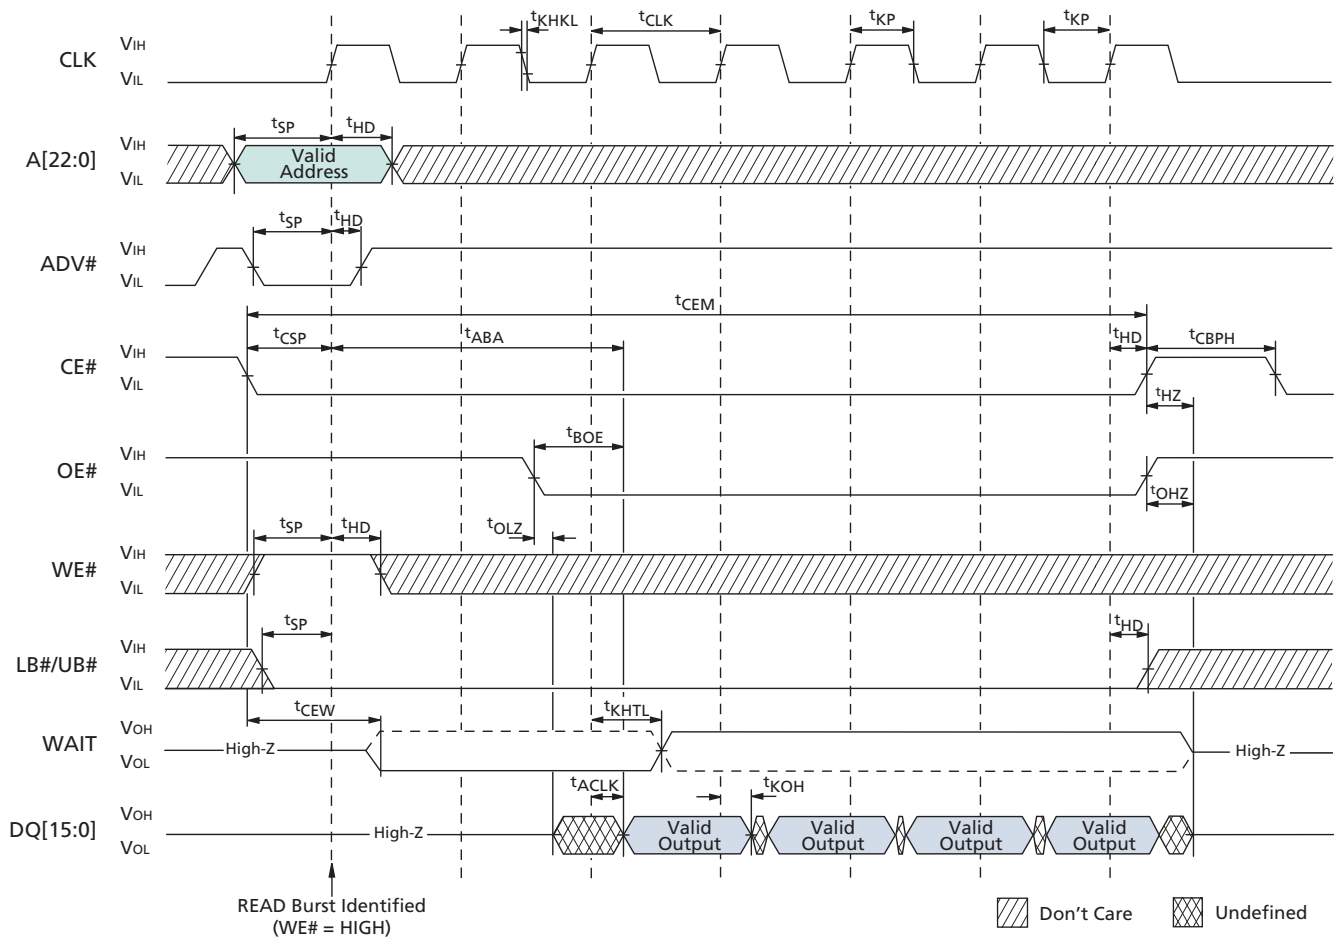 tKHKL
tCLK
tKP
tKP
CLK
VIH
VIL
tSP
tHD
A[22:0]
VIH
VIL
Valid
Address
tSP
tHD
ADV#
VIH
VIL
tCEM
tCSP
tABA
tHD
tCBPH
CE#
VIH
VIL
tHZ
tBOE
OE#
VIH
VIL
tOHZ
tSP
tHD
tOLZ
WE#
VIH
VIL
tSP
tHD
LB#/UB#
VIH
VIL
tCEW
tKHTL
WAIT
VOH
VOL
High-Z
High-Z
tACLK
tKOH
DQ[15:0]
VOH
VOL
High-Z
Valid
Output
Valid
Output
Valid
Output
Valid
Output
READ Burst Identified
(WE# = HIGH)
Don't Care
Undefined